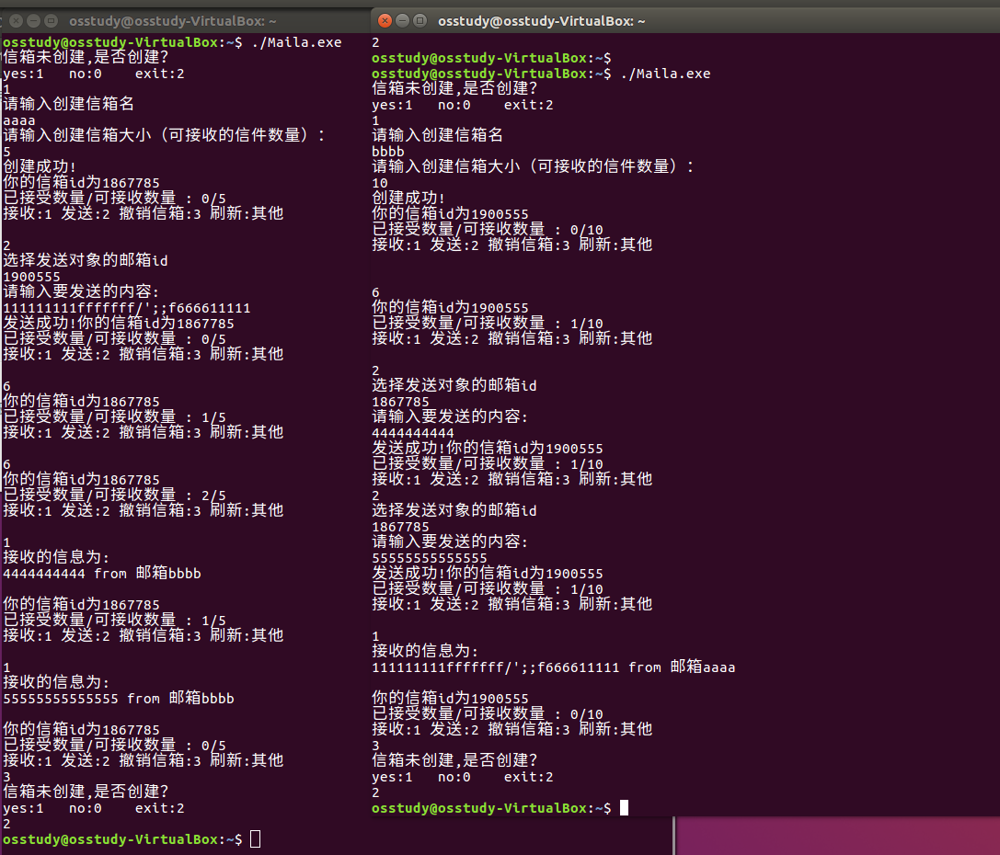 osstudy@osstudy-VirtualBox: ~
osstudy@osstudy-VirtualBox:~$ ./Maila.exe
信箱未创建,是否创建？
yes:1 no:0 exit:2
1
请输入创建信箱名
aaaa
请输入创建信箱大小（可接收的信件数量）：
5
创建成功!
你的信箱id为1867785
已接受数量/可接收数量 : 0/5
接收:1 发送:2 撤销信箱:3 刷新:其他
2
选择发送对象的邮箱id
1900555
请输入要发送的内容:
111111111fffffff/';;f666611111
发送成功!你的信箱id为1867785
已接受数量/可接收数量 : 0/5
接收:1 发送:2 撤销信箱:3 刷新:其他
6
你的信箱id为1867785
已接受数量/可接收数量 : 1/5
接收:1 发送:2 撤销信箱:3 刷新:其他
6
你的信箱id为1867785
已接受数量/可接收数量 : 2/5
接收:1 发送:2 撤销信箱:3 刷新:其他
1
接收的信息为:
4444444444 from 邮箱bbbb
你的信箱id为1867785
已接受数量/可接收数量 : 1/5
接收:1 发送:2 撤销信箱:3 刷新:其他
1
接收的信息为:
55555555555555 from 邮箱bbbb
你的信箱id为1867785
已接受数量/可接收数量 : 0/5
接收:1 发送:2 撤销信箱:3 刷新:其他
3
信箱未创建,是否创建？
yes:1 no:0 exit:2
2
osstudy@osstudy-VirtualBox:~$
osstudy@osstudy-VirtualBox: ~
2
osstudy@osstudy-VirtualBox:~$
osstudy@osstudy-VirtualBox:~$ ./Maila.exe
信箱未创建,是否创建？
yes:1 no:0 exit:2
1
请输入创建信箱名
bbbb
请输入创建信箱大小（可接收的信件数量）：
10
创建成功!
你的信箱id为1900555
已接受数量/可接收数量 : 0/10
接收:1 发送:2 撤销信箱:3 刷新:其他
6
你的信箱id为1900555
已接受数量/可接收数量 : 1/10
接收:1 发送:2 撤销信箱:3 刷新:其他
2
选择发送对象的邮箱id
1867785
请输入要发送的内容:
4444444444
发送成功!你的信箱id为1900555
已接受数量/可接收数量 : 1/10
接收:1 发送:2 撤销信箱:3 刷新:其他
2
选择发送对象的邮箱id
1867785
请输入要发送的内容:
55555555555555
发送成功!你的信箱id为1900555
已接受数量/可接收数量 : 1/10
接收:1 发送:2 撤销信箱:3 刷新:其他
1
接收的信息为:
111111111fffffff/';;f666611111 from 邮箱aaaa
你的信箱id为1900555
已接受数量/可接收数量 : 0/10
接收:1 发送:2 撤销信箱:3 刷新:其他
3
信箱未创建,是否创建？
yes:1 no:0 exit:2
2
osstudy@osstudy-VirtualBox:~$